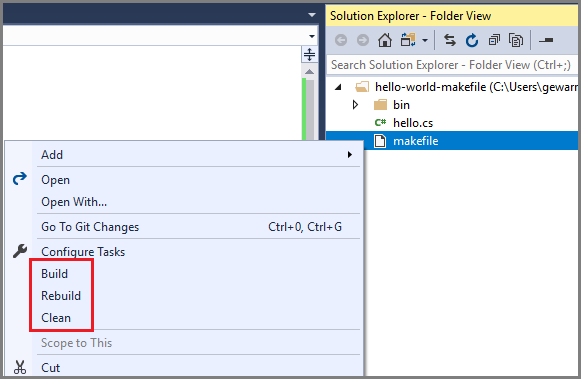 Solution Explorer - Folder View
Search Solution Explorer - Folder View (Ctrl+;)
hello-world-makefile (C:\Users\gewarr
bin
C# hello.cs
makefile
Add
Open
Open With...
Go To Git Changes Ctrl+0, Ctrl+G
Configure Tasks
Build
Rebuild
Clean
Scope to This
Cut